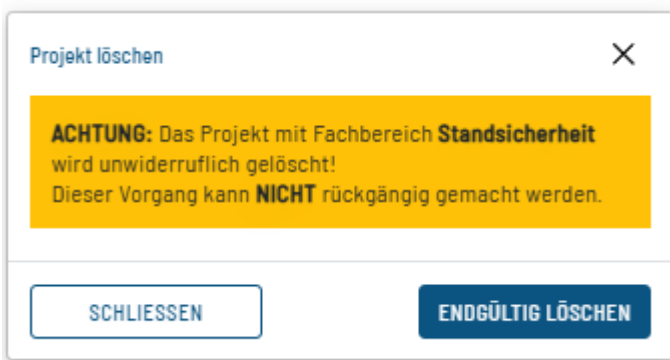 Projekt löschen
ACHTUNG: Das Projekt mit Fachbereich Standsicherheit
wird unwiderruflich gelöscht!
Dieser Vorgang kann NICHT rückgängig gemacht werden.
SCHLIESSEN
ENDGÜLTIG LÖSCHEN